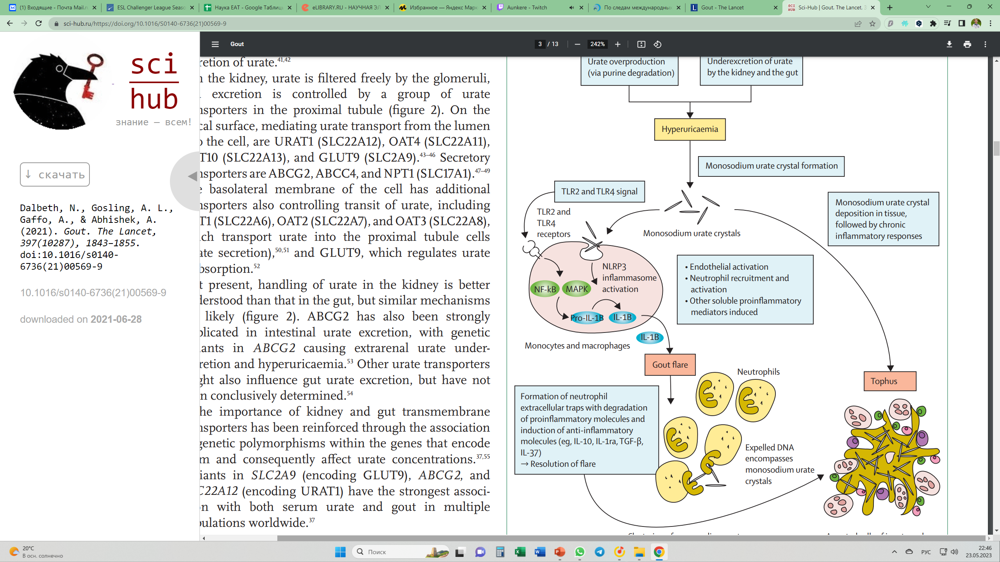 (1) Входящие - Почта Mail.ru
ESL Challenger League Seaso
Наука EAT - Google Таблиць
eLIBRARY.RU - НАУЧНАЯ ЭЛ
Избранное — Яндекс Марк
Aunkere - Twitch
По следам международных
Gout - The Lancet
Sci-Hub | Gout. The Lancet, 3
sci-hub.ru/https://doi.org/10.1016/S0140-6736(21)00569-9
Gout
3 / 13
242%
sci
hub
знание — всем!
↓ скачать
Dalbeth, N., Gosling, A. L.,
Gaffo, A., & Abhishek, A.
(2021). Gout. The Lancet,
397(10287), 1843–1855.
doi:10.1016/s0140-
6736(21)00569-9
10.1016/s0140-6736(21)00569-9
downloaded on 2021-06-28
retion of urate.41,42
the kidney, urate is filtered freely by the glomeruli,
excretion is controlled by a group of urate
nsporters in the proximal tubule (figure 2). On the
cal surface, mediating urate transport from the lumen
the cell, are URAT1 (SLC22A12), OAT4 (SLC22A11),
T10 (SLC22A13), and GLUT9 (SLC2A9).43–46 Secretory
nsporters are ABCG2, ABCC4, and NPT1 (SLC17A1).47–49
basolateral membrane of the cell has additional
nsporters also controlling transit of urate, including
T1 (SLC22A6), OAT2 (SLC22A7), and OAT3 (SLC22A8),
ich transport urate into the proximal tubule cells
ate secretion),50,51 and GLUT9, which regulates urate
bsorption.52
t present, handling of urate in the kidney is better
derstood than that in the gut, but similar mechanisms
likely (figure 2). ABCG2 has also been strongly
plicated in intestinal urate excretion, with genetic
iants in ABCG2 causing extrarenal urate under-
retion and hyperuricaemia.53 Other urate transporters
ght also influence gut urate excretion, but have not
n conclusively determined.54
he importance of kidney and gut transmembrane
nsporters has been reinforced through the association
genetic polymorphisms within the genes that encode
m and consequently affect urate concentrations.37,55
iants in SLC2A9 (encoding GLUT9), ABCG2, and
C22A12 (encoding URAT1) have the strongest associ-
n with both serum urate and gout in multiple
pulations worldwide.37
Urate overproduction
(via purine degradation)
Underexcretion of urate
by the kidney and the gut
Hyperuricaemia
Monosodium urate crystal formation
TLR2 and TLR4 signal
TLR2 and
TLR4
receptors
Monosodium urate crystals
Monosodium urate crystal
deposition in tissue,
followed by chronic
inflammatory responses
NLRP3
inflammasome
activation
NF-kB
MAPK
Pro-IL-1B
IL-1B
• Endothelial activation
• Neutrophil recruitment and
activation
• Other soluble proinflammatory
mediators induced
IL-1B
Monocytes and macrophages
Gout flare
Neutrophils
Tophus
Formation of neutrophil
extracellular traps with degradation
of proinflammatory molecules and
induction of anti-inflammatory
molecules (eg, IL-10, IL-1ra, TGF-β,
IL-37)
→ Resolution of flare
Expelled DNA
encompasses
monosodium urate
crystals
20°C
В осн. солнечно
Поиск
РУС
22:46
23.05.2023